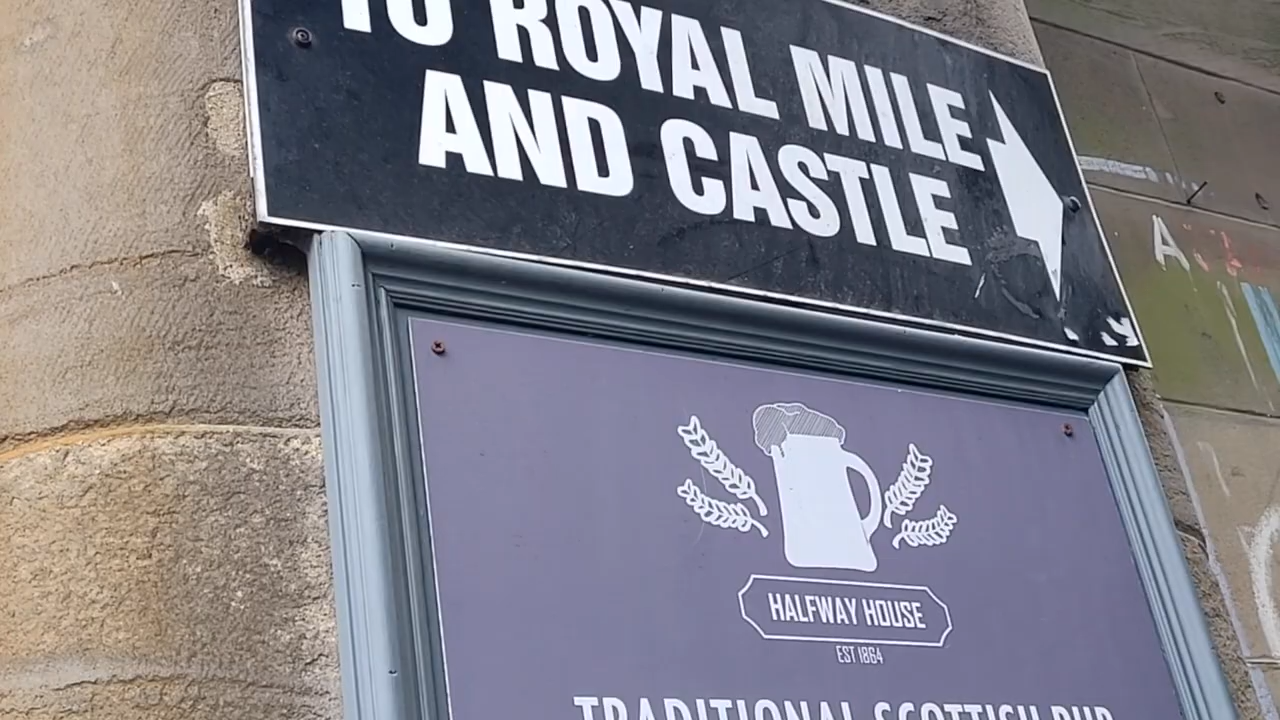 TO ROYAL MILE
AND CASTLE
HALFWAY HOUSE
EST 1864
TRADITIONAL SCOTTISH PUB